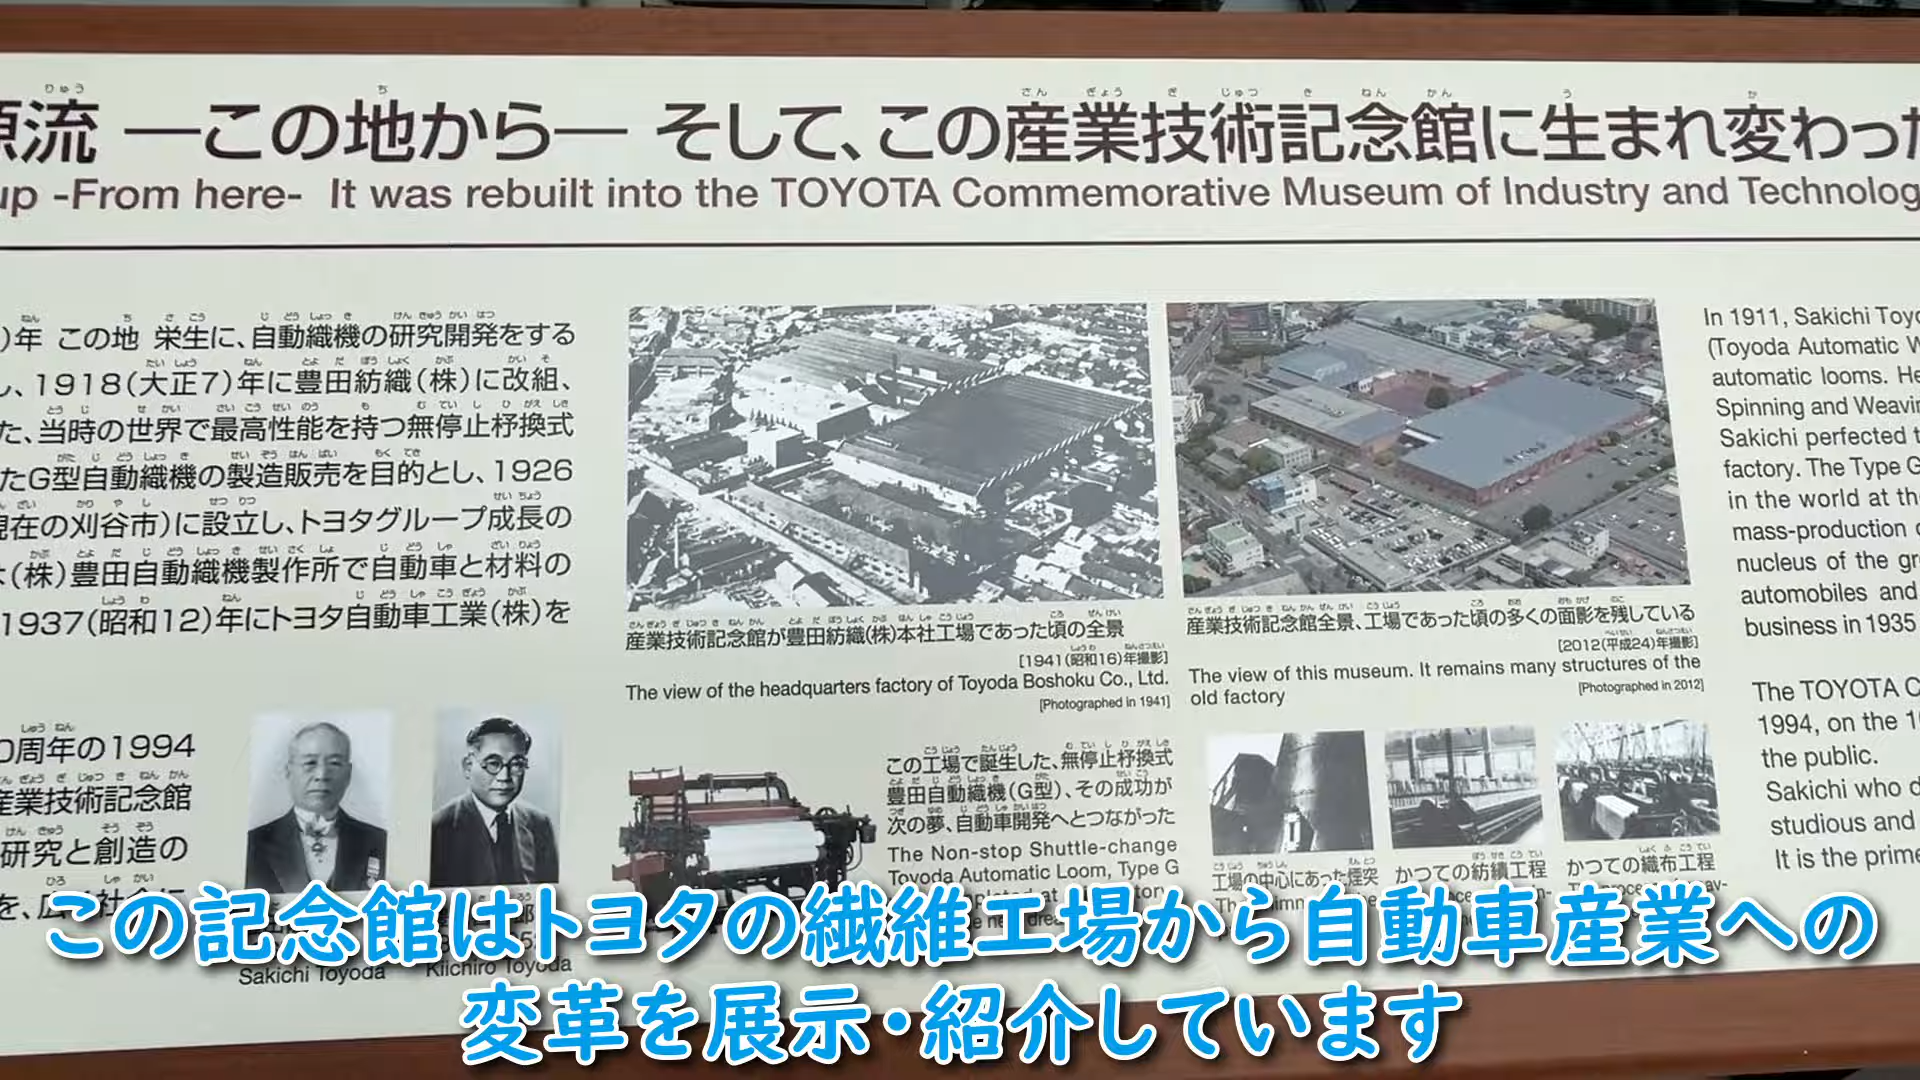 源流 ―この地から― そして、この産業技術記念館に生まれ変わった
up -From here- It was rebuilt into the TOYOTA Commemorative Museum of Industry and Technolog
)年 この地 栄生に、自動織機の研究開発をする
し、1918(大正7)年に豊田紡織(株)に改組、
た、当時の世界で最高性能を持つ無停止杼換式
たG型自動織機の製造販売を目的とし、1926
現在の刈谷市)に設立し、トヨタグループ成長の
(株)豊田自動織機製作所で自動車と材料の
1937(昭和12)年にトヨタ自動車工業(株)を
0周年の1994
産業技術記念館
研究と創造の
Sakichi Toyoda
Kiichiro Toyoda
産業技術記念館が豊田紡織(株)本社工場であった頃の全景
[1941(昭和16)年撮影]
The view of the headquarters factory of Toyoda Boshoku Co., Ltd.
[Photographed in 1941]
産業技術記念館全景、工場であった頃の多くの面影を残している
[2012(平成24)年撮影]
The view of this museum. It remains many structures of the
old factory
[Photographed in 2012]
この工場で誕生した、無停止杼換式
豊田自動織機(G型)、その成功が
次の夢、自動車開発へとつながった
The Non-stop Shuttle-change
Toyoda Automatic Loom, Type G
工場の中心にあった煙突
かつての紡績工程
かつての織布工程
In 1911, Sakichi Toyo
(Toyoda Automatic W
automatic looms. He
Spinning and Weavin
Sakichi perfected t
factory. The Type G
in the world at th
mass-production
nucleus of the gr
automobiles and
business in 1935
The TOYOTA C
1994, on the 1
the public.
Sakichi who d
studious and
It is the prime
この記念館はトヨタの繊維工場から自動車産業への
変革を展示・紹介しています